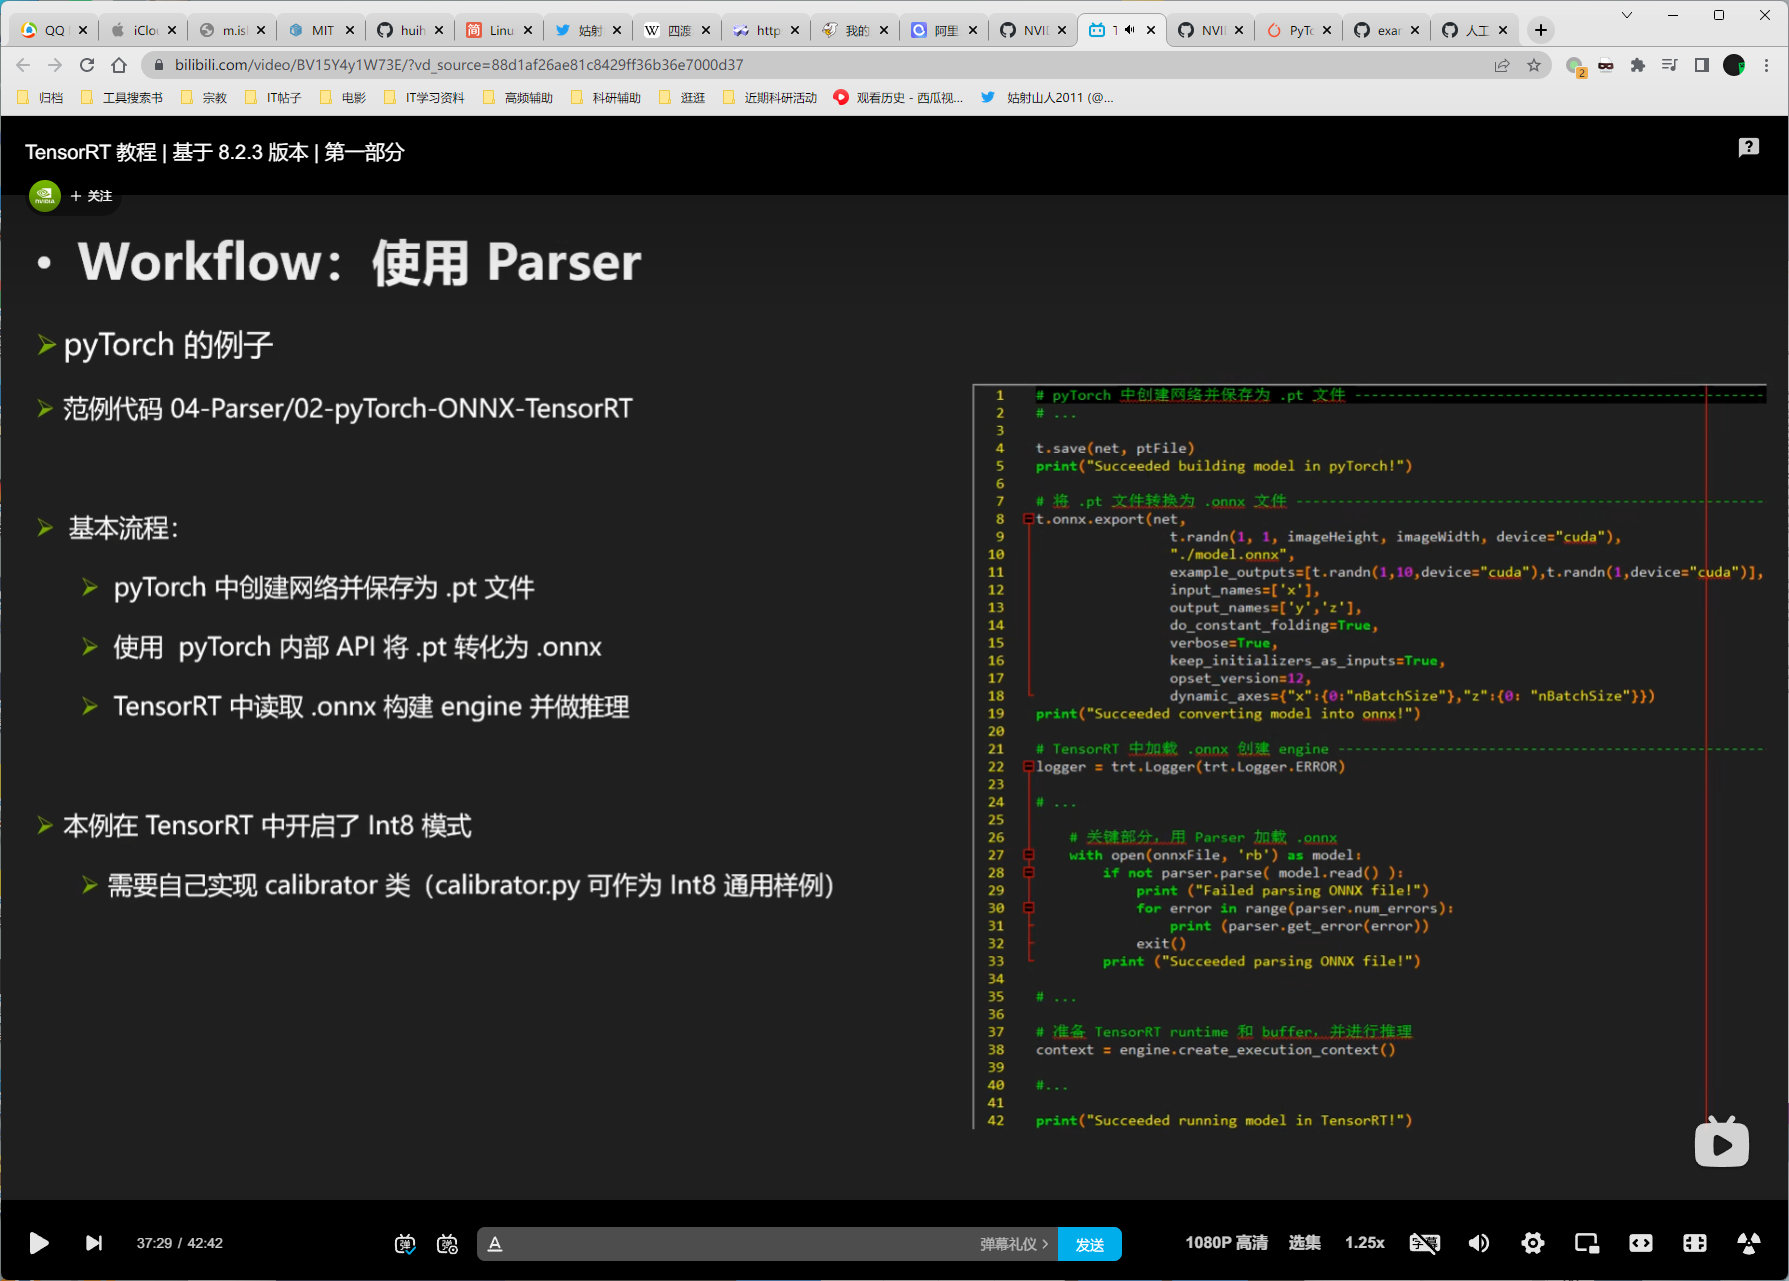 QQ
iClou
m.isl
MIT
huih
Linu
姑射
四渡
http
我的
阿里
NVID
T
NVI
PyTo
exar
人工
bilibili.com/video/BV15Y4y1W73E/?vd_source=88d1af26ae81c8429ff36b36e7000d37
2
归档
工具搜索书
宗教
IT帖子
电影
IT学习资料
高频辅助
科研辅助
逛逛
近期科研活动
观看历史 - 西瓜视...
姑射山人2011 (@...
TensorRT 教程 | 基于 8.2.3 版本 | 第一部分
+ 关注
• Workflow：使用 Parser
pyTorch 的例子
范例代码 04-Parser/02-pyTorch-ONNX-TensorRT
基本流程：
pyTorch 中创建网络并保存为 .pt 文件
使用 pyTorch 内部 API 将 .pt 转化为 .onnx
TensorRT 中读取 .onnx 构建 engine 并做推理
本例在 TensorRT 中开启了 Int8 模式
需要自己实现 calibrator 类（calibrator.py 可作为 Int8 通用样例）
1 # pyTorch 中创建网络并保存为 .pt 文件 -------------------------------------------------
2 # ...
3
4 t.save(net, ptFile)
5 print("Succeeded building model in pyTorch!")
6
7 # 将 .pt 文件转换为 .onnx 文件 --------------------------------------------------------
8 t.onnx.export(net,
9 t.randn(1, 1, imageHeight, imageWidth, device="cuda"),
10 "./model.onnx",
11 example_outputs=[t.randn(1,10,device="cuda"),t.randn(1,device="cuda")],
12 input_names=['x'],
13 output_names=['y','z'],
14 do_constant_folding=True,
15 verbose=True,
16 keep_initializers_as_inputs=True,
17 opset_version=12,
18 dynamic_axes={"x":{0:"nBatchSize"},"z":{0: "nBatchSize"}})
19 print("Succeeded converting model into onnx!")
20
21 # TensorRT 中加载 .onnx 创建 engine ---------------------------------------------------
22 logger = trt.Logger(trt.Logger.ERROR)
23
24 # ...
25
26 # 关键部分，用 Parser 加载 .onnx
27 with open(onnxFile, 'rb') as model:
28 if not parser.parse( model.read() ):
29 print ("Failed parsing ONNX file!")
30 for error in range(parser.num_errors):
31 print (parser.get_error(error))
32 exit()
33 print ("Succeeded parsing ONNX file!")
34
35 # ...
36
37 # 准备 TensorRT runtime 和 buffer，并进行推理
38 context = engine.create_execution_context()
39
40 #...
41
42 print("Succeeded running model in TensorRT!")
37:29 / 42:42
弹幕礼仪 >
发送
1080P 高清
选集
1.25x